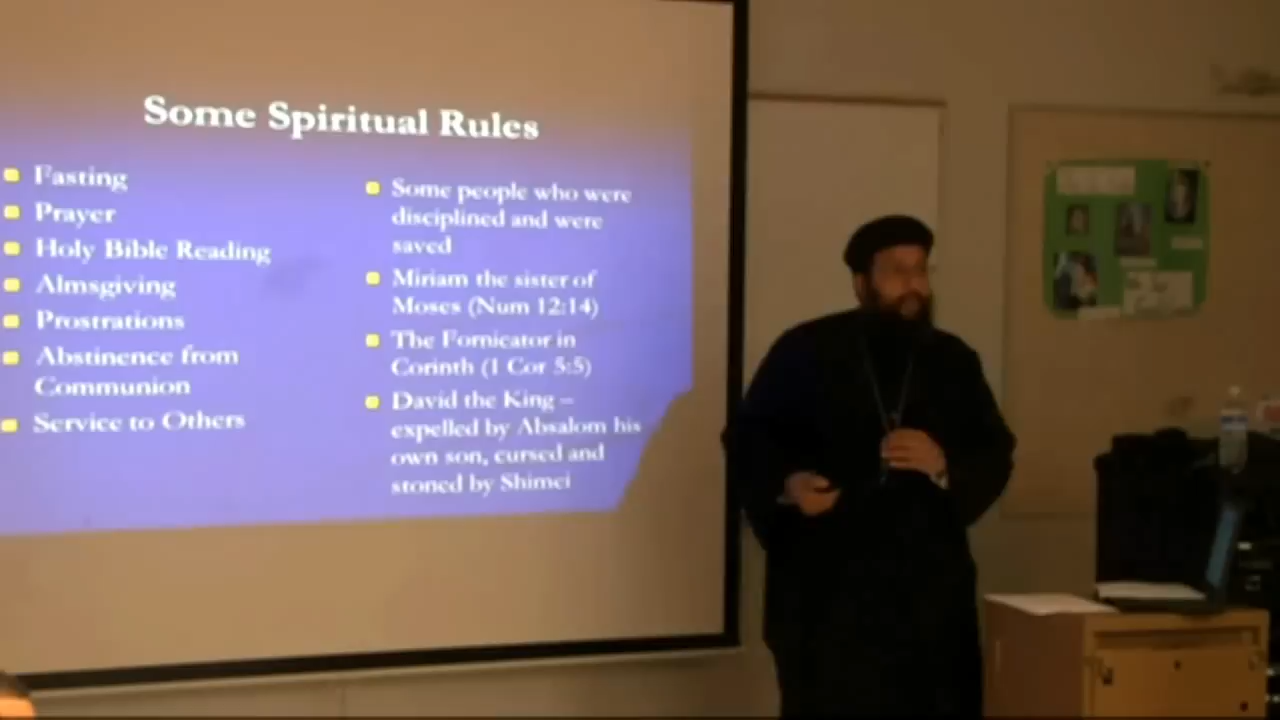 Some Spiritual Rules
Fasting
Prayer
Holy Bible Reading
Almsgiving
Prostrations
Abstinence from
Communion
Service to Others
Some people who were
disciplined and were
saved
Miriam the sister of
Moses (Num 12:14)
The Fornicator in
Corinth (1 Cor 5:5)
David the King –
expelled by Absalom his
own son, cursed and
stoned by Shimei